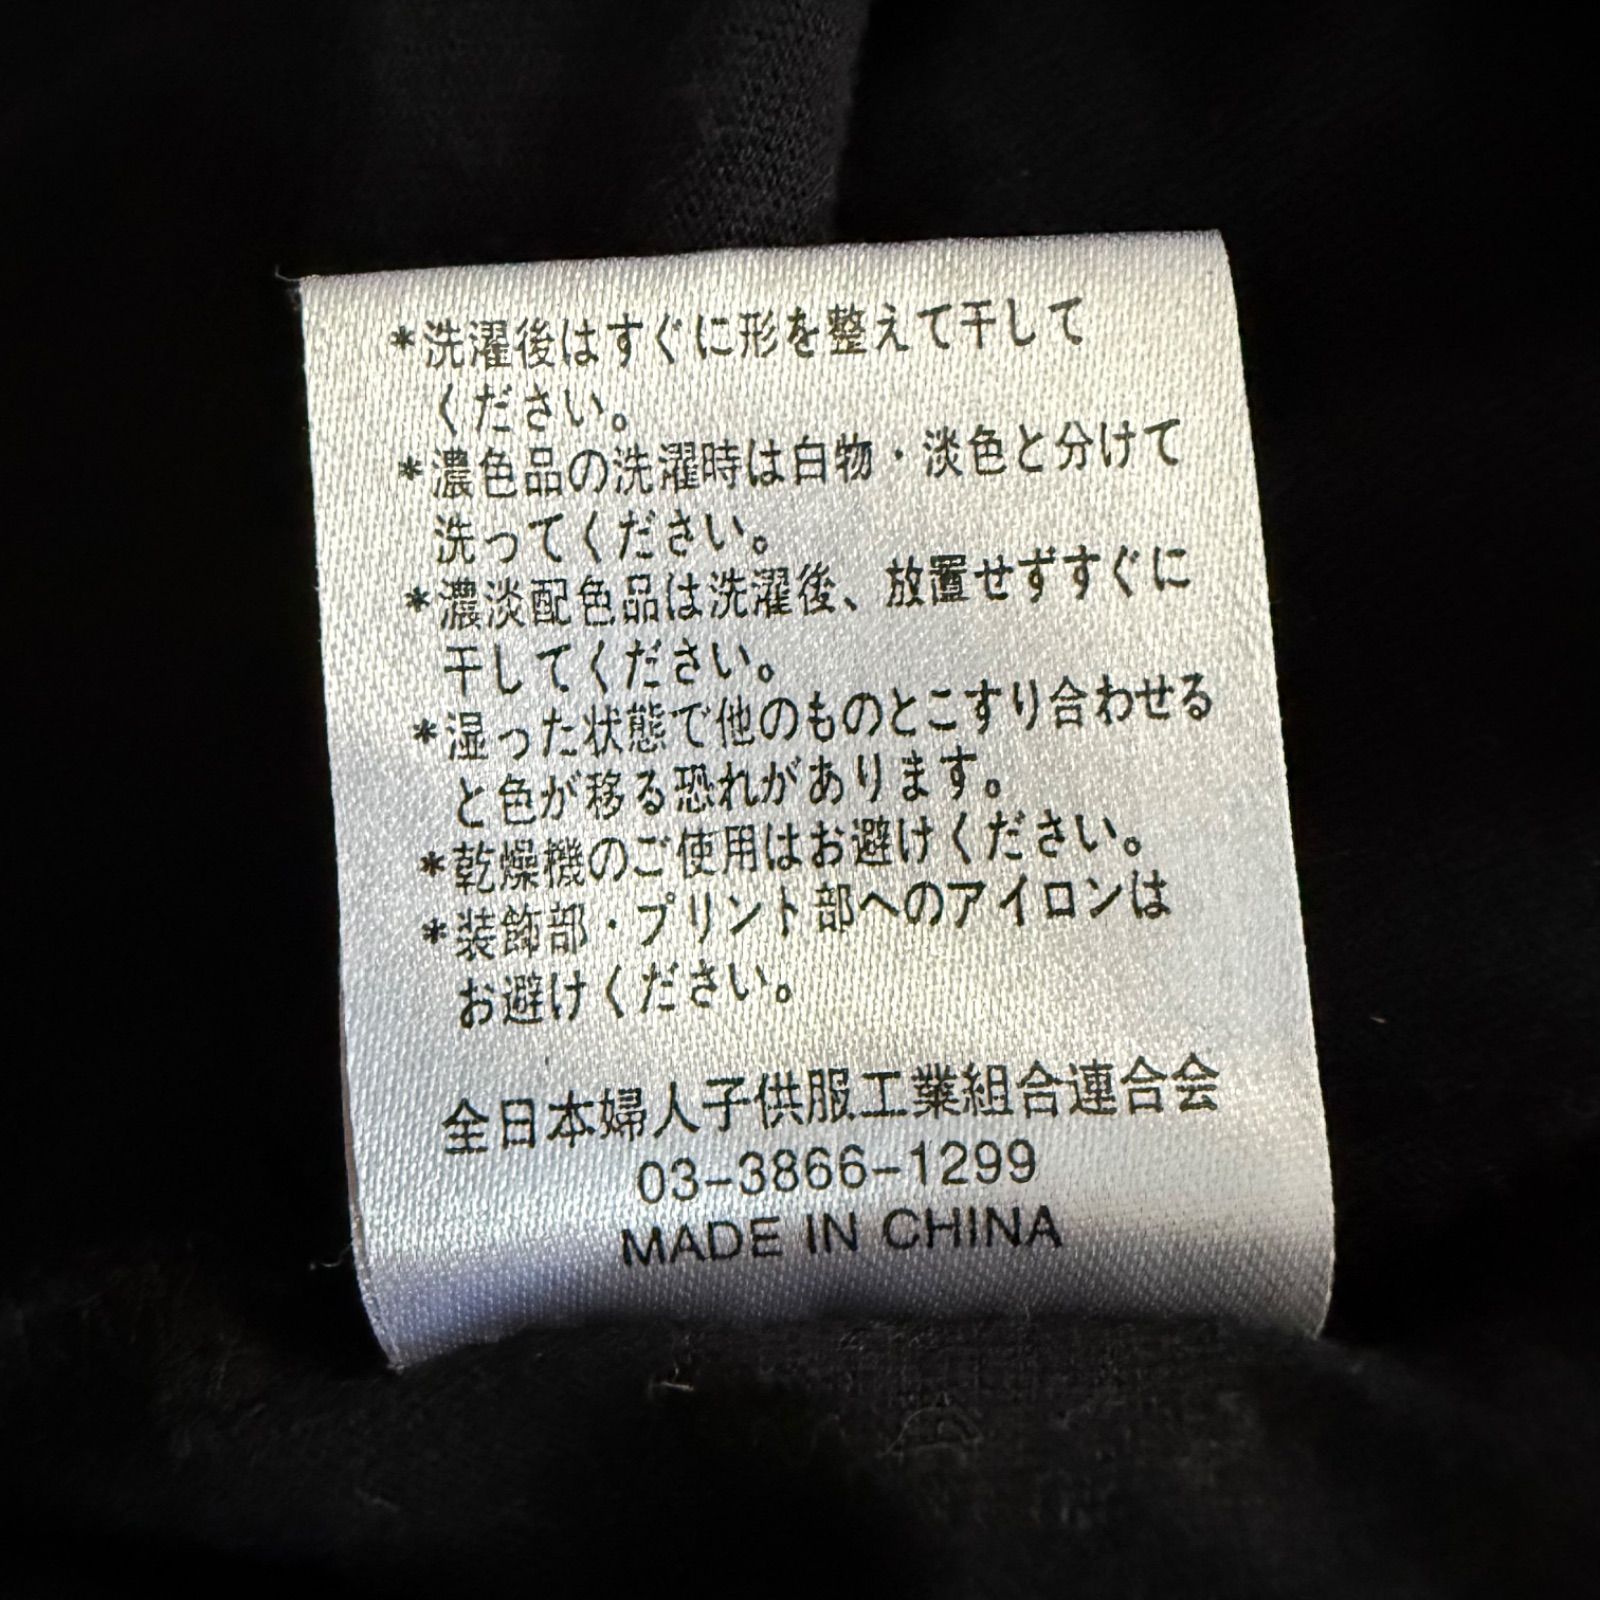 *洗濯後はすぐに形を整えて干して
ください。
*濃色品の洗濯時は白物・淡色と分けて
洗ってください。
*濃淡配色品は洗濯後、放置せずすぐに
干してください。
*湿った状態で他のものとこすり合わせる
と色が移る恐れがあります。
*乾燥機のご使用はお避けください。
*装飾部・プリント部へのアイロンは
お避けください。
全日本婦人子供服工業組合連合会
03-3866-1299
MADE IN CHINA